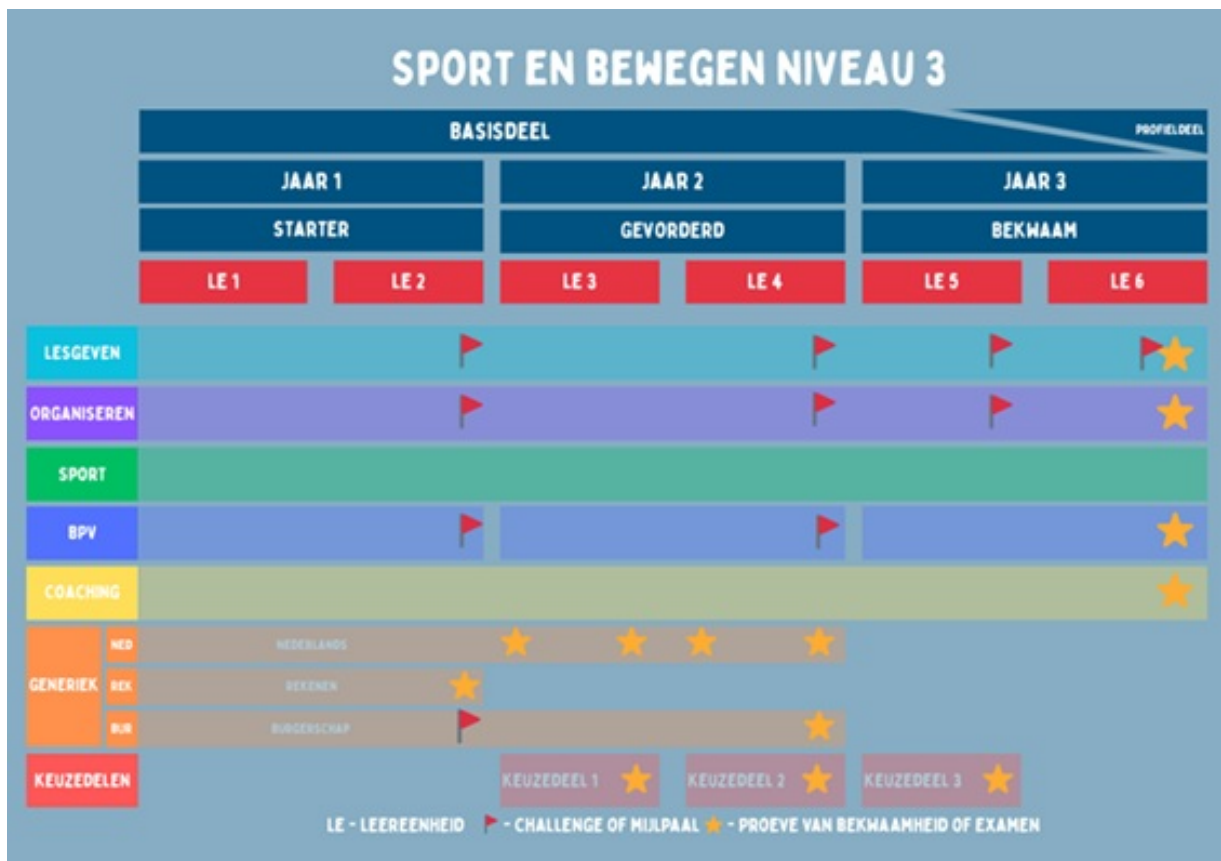 SPORT EN BEWEGEN NIVEAU 3
BASISDEEL
PROFIELDEEL
JAAR 1
JAAR 2
JAAR 3
STARTER
GEVORDERD
BEKWAAM
LE 1
LE 2
LE 3
LE 4
LE 5
LE 6
LESGEVEN
ORGANISEREN
SPORT
BPV
COACHING
GENERIEK
NED
NEDERLANDS
REK
REKENEN
BUR
BURGERSCHAP
KEUZEDELEN
KEUZEDEEL 1
KEUZEDEEL 2
KEUZEDEEL 3
LE - LEEREENHEID - CHALLENGE OF MIJLPAAL - PROEVE VAN BEKWAAMHEID OF EXAMEN